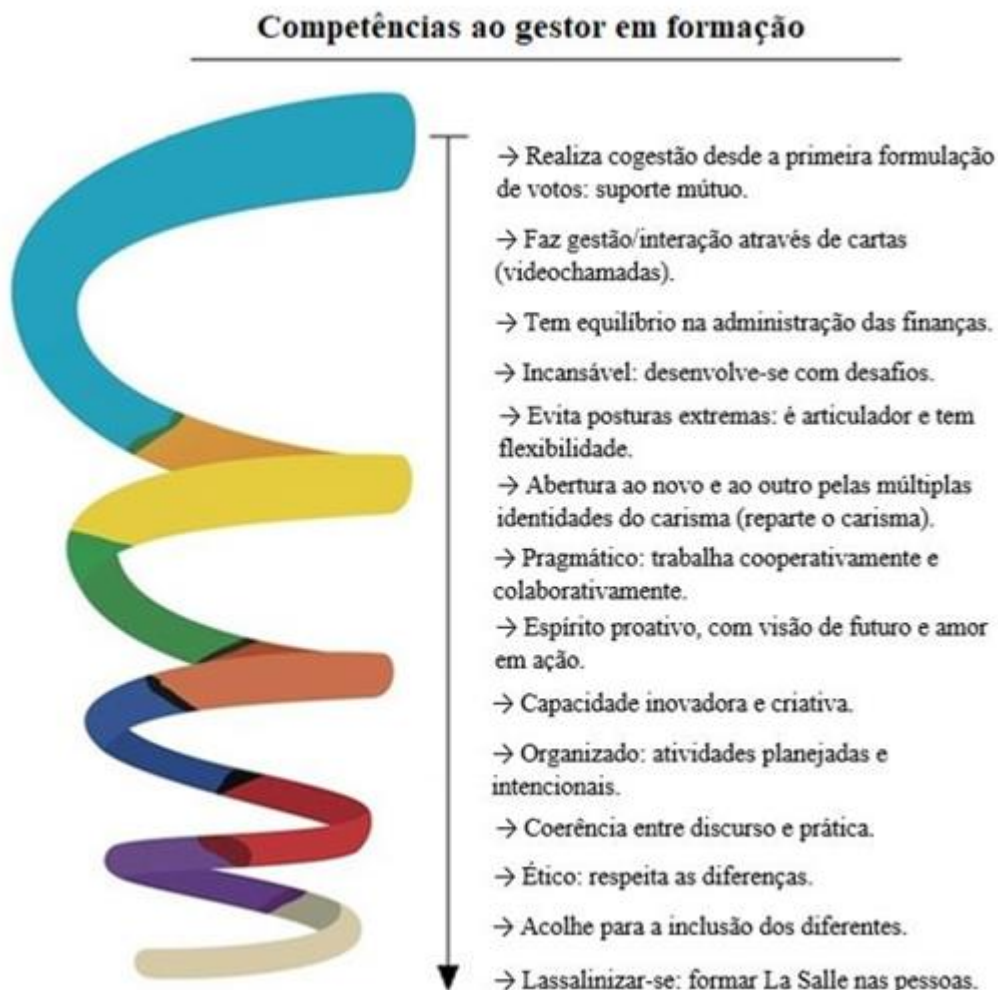 Competências ao gestor em formação
→ Realiza cogestão desde a primeira formulação
de votos: suporte mútuo.
→ Faz gestão/interação através de cartas
(videochamadas).
→ Tem equilíbrio na administração das finanças.
→ Incansável: desenvolve-se com desafios.
→ Evita posturas extremas: é articulador e tem
flexibilidade.
→ Abertura ao novo e ao outro pelas múltiplas
identidades do carisma (reparte o carisma).
→ Pragmático: trabalha cooperativamente e
colaborativamente.
→ Espírito proativo, com visão de futuro e amor
em ação.
→ Capacidade inovadora e criativa.
→ Organizado: atividades planejadas e
intencionais.
→ Coerência entre discurso e prática.
→ Ético: respeita as diferenças.
→ Acolhe para a inclusão dos diferentes.
→ Lassalinizar-se: formar La Salle nas pessoas.